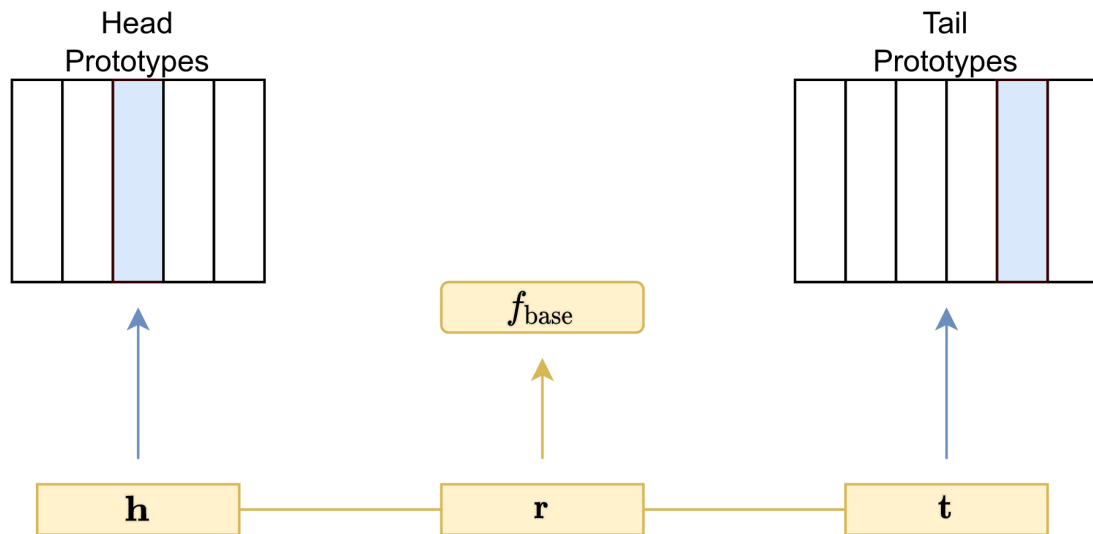 Head
Prototypes
Tail
Prototypes
f_base
h
r
t